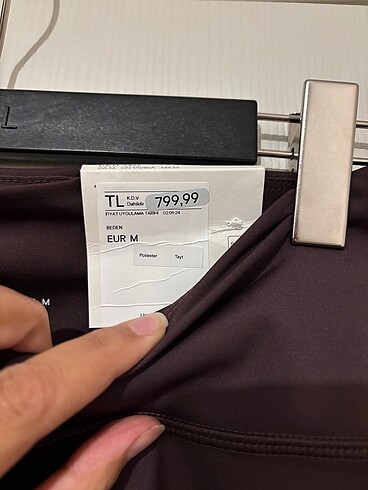 L
TL K.D.V Dahildir 799,99
FİYAT UYGULAMA TARİHİ 02.09.24
BEDEN
EUR M
Poliester Tayt
M